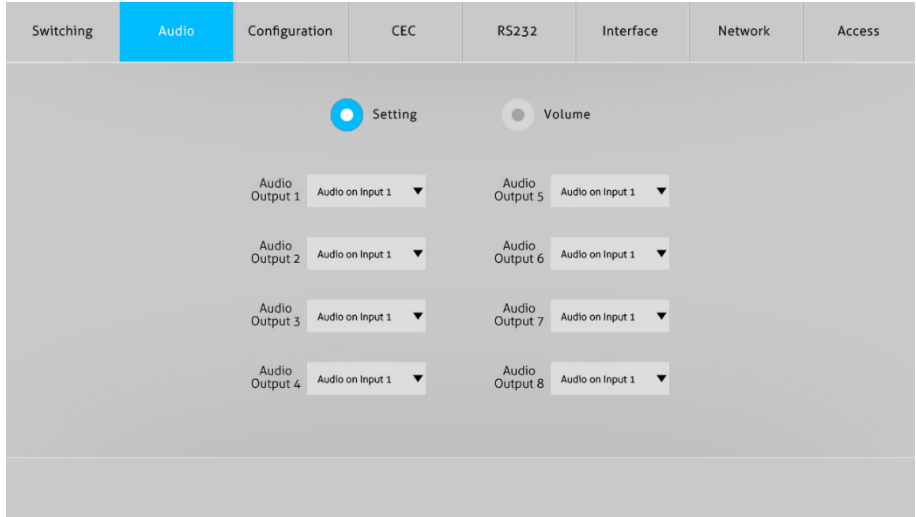 Switching Audio Configuration CEC RS232 Interface Network Access
Setting Volume
Audio
Output 1 Audio on Input 1
Audio
Output 5 Audio on Input 1
Audio
Output 2 Audio on Input 1
Audio
Output 6 Audio on Input 1
Audio
Output 3 Audio on Input 1
Audio
Output 7 Audio on Input 1
Audio
Output 4 Audio on Input 1
Audio
Output 8 Audio on Input 1